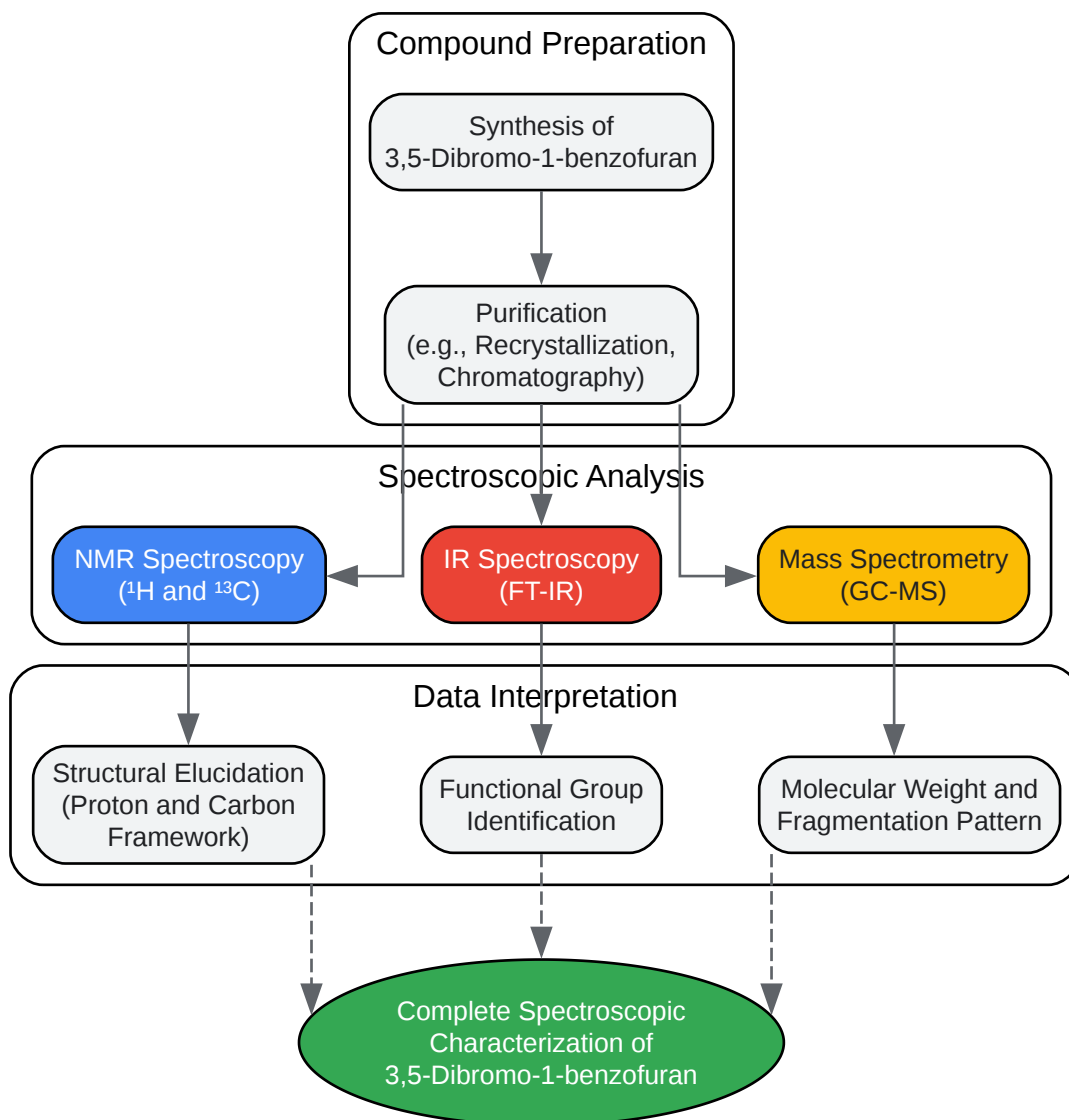 Compound Preparation
Synthesis of
3,5-Dibromo-1-benzofuran
Purification
(e.g., Recrystallization,
Chromatography)
Spectroscopic Analysis
NMR Spectroscopy
(¹H and ¹³C)
IR Spectroscopy
(FT-IR)
Mass Spectrometry
(GC-MS)
Data Interpretation
Structural Elucidation
(Proton and Carbon
Framework)
Functional Group
Identification
Molecular Weight and
Fragmentation Pattern
Complete Spectroscopic
Characterization of
3,5-Dibromo-1-benzofuran